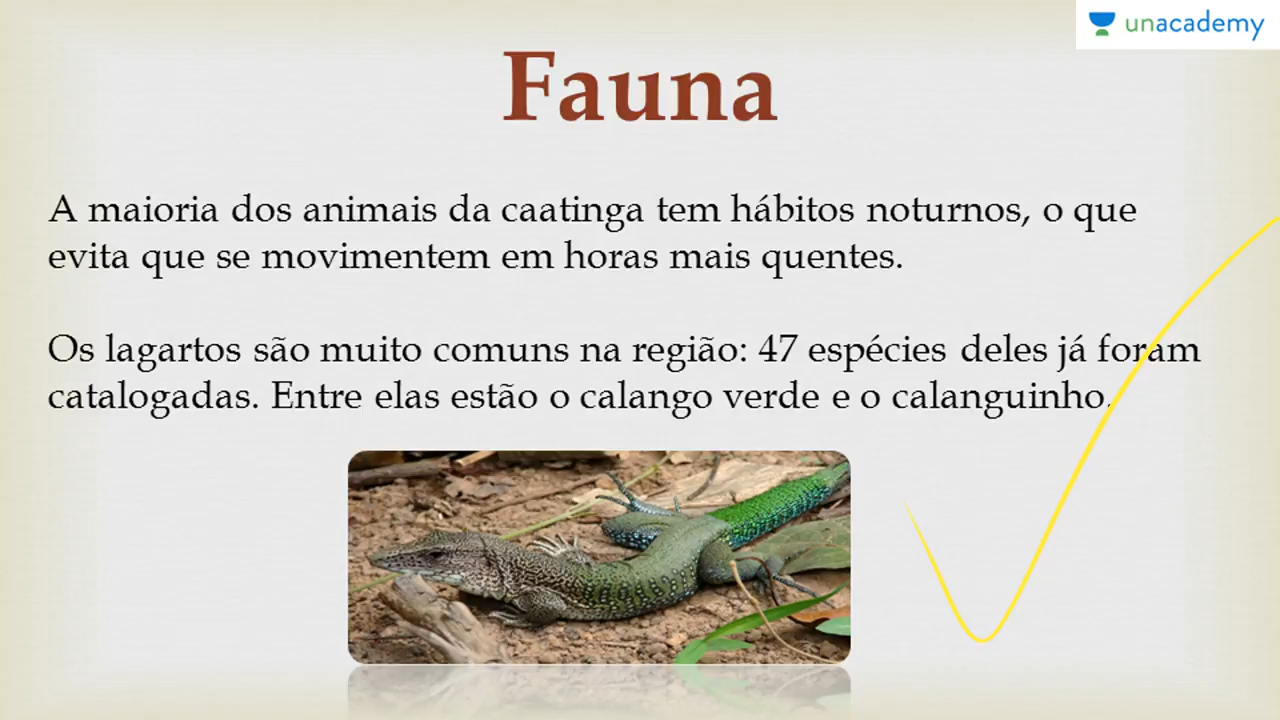 unacademy
Fauna
A maioria dos animais da caatinga tem hábitos noturnos, o que
evita que se movimentem em horas mais quentes.
Os lagartos são muito comuns na região: 47 espécies deles já foram
catalogadas. Entre elas estão o calango verde e o calanguinho.